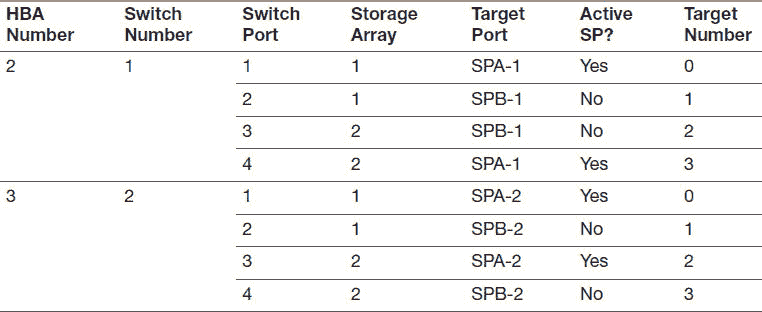 HBA Number Switch Number Switch Port Storage Array Target Port Active SP? Target Number
2 1 1 1 SPA-1 Yes 0
2 1 SPB-1 No 1
3 2 SPB-1 No 2
4 2 SPA-1 Yes 3
3 2 1 1 SPA-2 Yes 0
2 1 SPB-2 No 1
3 2 SPA-2 Yes 2
4 2 SPB-2 No 3